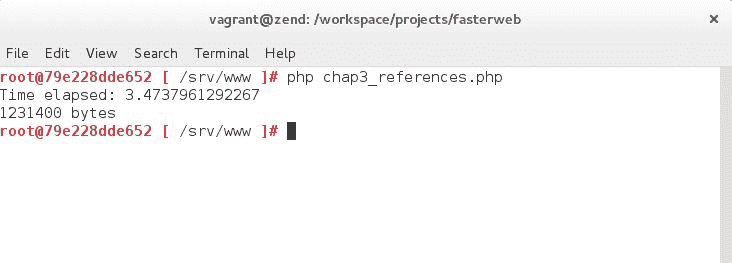 vagrant@zend: /workspace/projects/fasterweb
File Edit View Search Terminal Help
root@79e228dde652 [ /srv/www ]# php chap3_references.php
Time elapsed: 3.4737961292267
1231400 bytes
root@79e228dde652 [ /srv/www ]#